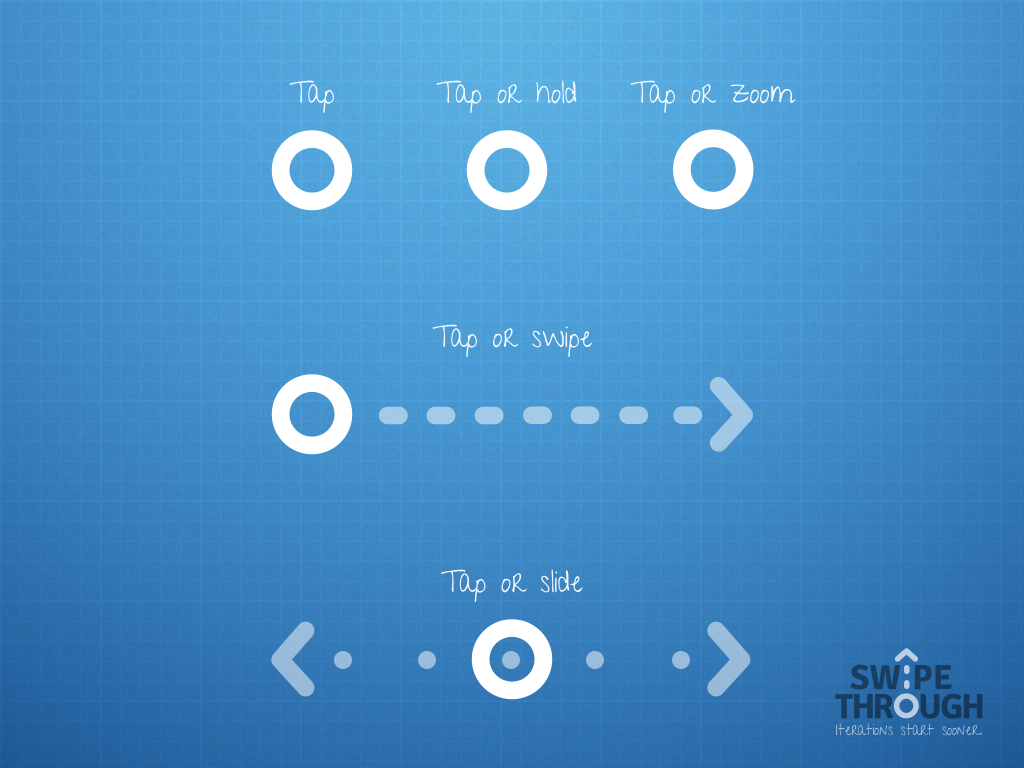 Tap
Tap or hold
Tap or zoom
Tap or swipe
Tap or slide
SWIPE
THROUGH
Iterations start sooner.